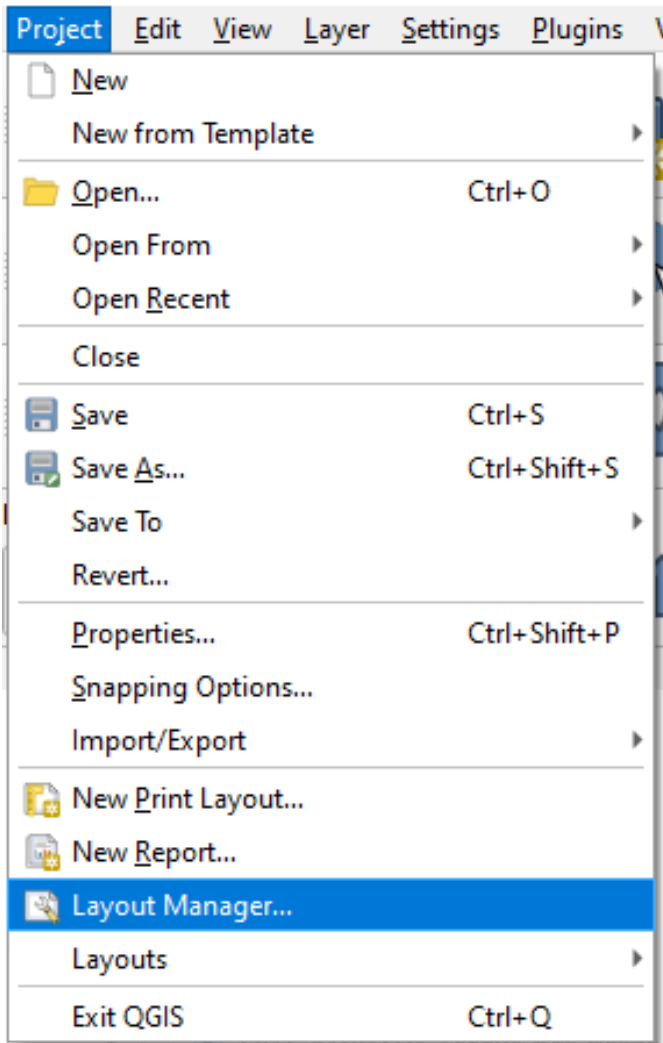 Project Edit View Layer Settings Plugins
New
New from Template
Open... Ctrl+O
Open From
Open Recent
Close
Save Ctrl+S
Save As... Ctrl+Shift+S
Save To
Revert...
Properties... Ctrl+Shift+P
Snapping Options...
Import/Export
New Print Layout...
New Report...
Layout Manager...
Layouts
Exit QGIS Ctrl+Q